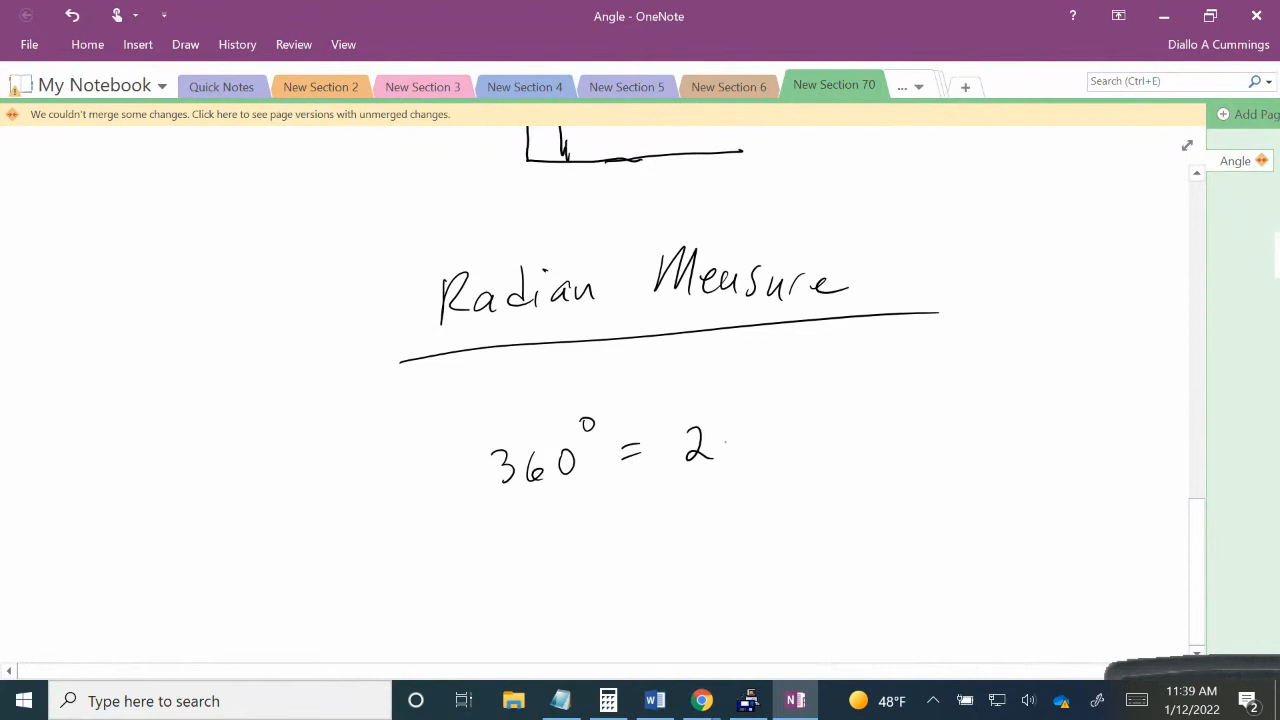 Angle - OneNote
?
File Home Insert Draw History Review View
Diallo A Cummings
My Notebook Quick Notes New Section 2 New Section 3 New Section 4 New Section 5 New Section 6 New Section 70 ... + Search (Ctrl+E)
We couldn't merge some changes. Click here to see page versions with unmerged changes.
Add Pag
Angle
Radian Measure
360° = 2
Type here to search
48°F
11:39 AM
1/12/2022
2